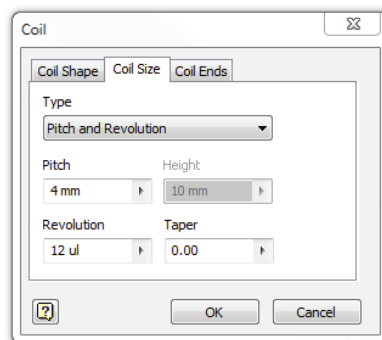 Coil
Coil Shape Coil Size Coil Ends
Type
Pitch and Revolution
Pitch Height
4 mm 10 mm
Revolution Taper
12 ul 0.00
? OK Cancel